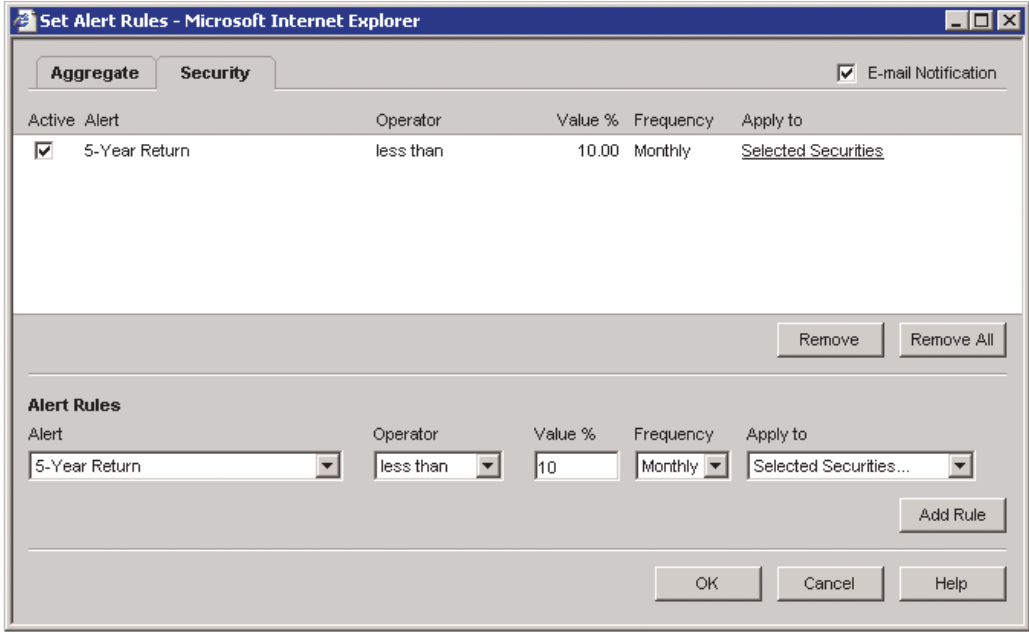 Set Alert Rules - Microsoft Internet Explorer
Aggregate Security E-mail Notification
Active Alert Operator Value % Frequency Apply to
5-Year Return less than 10.00 Monthly Selected Securities
Remove Remove All
Alert Rules
Alert Operator Value % Frequency Apply to
5-Year Return less than 10 Monthly Selected Securities...
Add Rule
OK Cancel Help